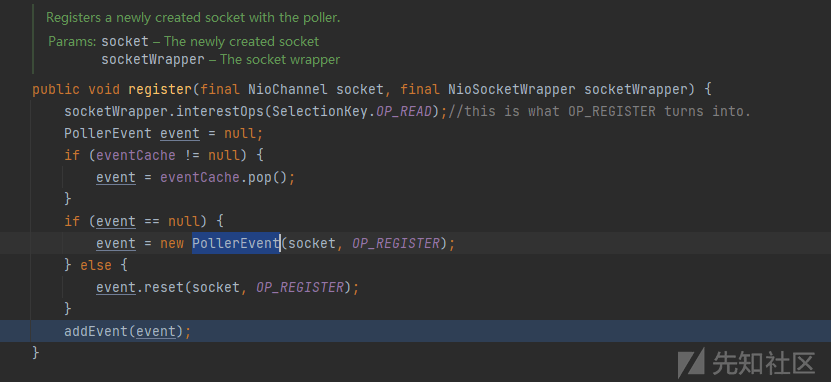 Registers a newly created socket with the poller.
Params: socket – The newly created socket
socketWrapper – The socket wrapper
public void register(final NioChannel socket, final NioSocketWrapper socketWrapper) {
socketWrapper.interestOps(SelectionKey.OP_READ);//this is what OP_REGISTER turns into.
PollerEvent event = null;
if (eventCache != null) {
event = eventCache.pop();
}
if (event == null) {
event = new PollerEvent(socket, OP_REGISTER);
} else {
event.reset(socket, OP_REGISTER);
}
addEvent(event);
}
先知社区